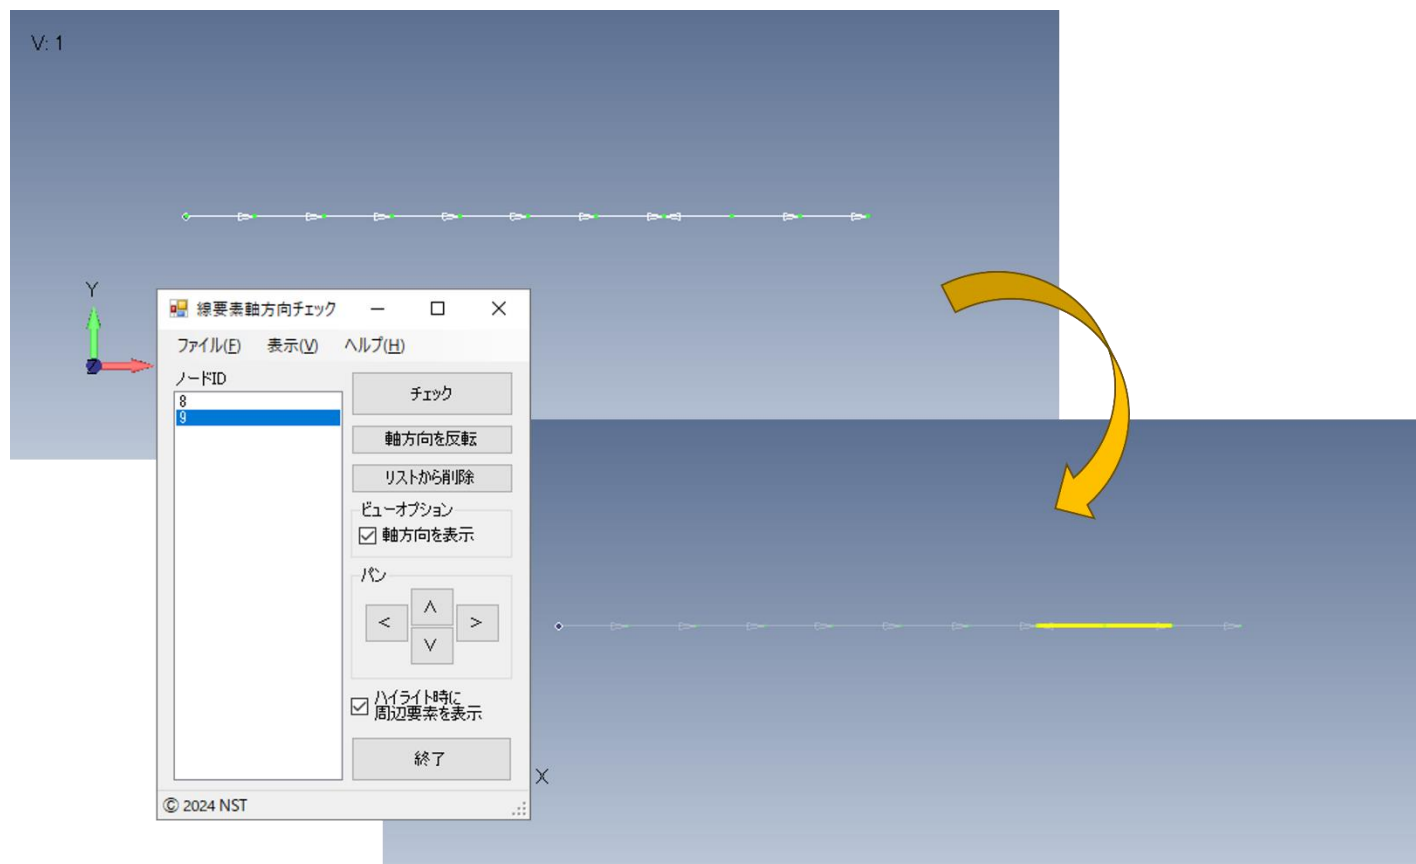 V: 1
Y
Z
線要素軸方向チェック
ファイル(F) 表示(V) ヘルプ(H)
ノードID
8
9
チェック
軸方向を反転
リストから削除
ビューオプション
軸方向を表示
パン
<
^
>
v
ハイライト時に
周辺要素を表示
終了
© 2024 NST
X